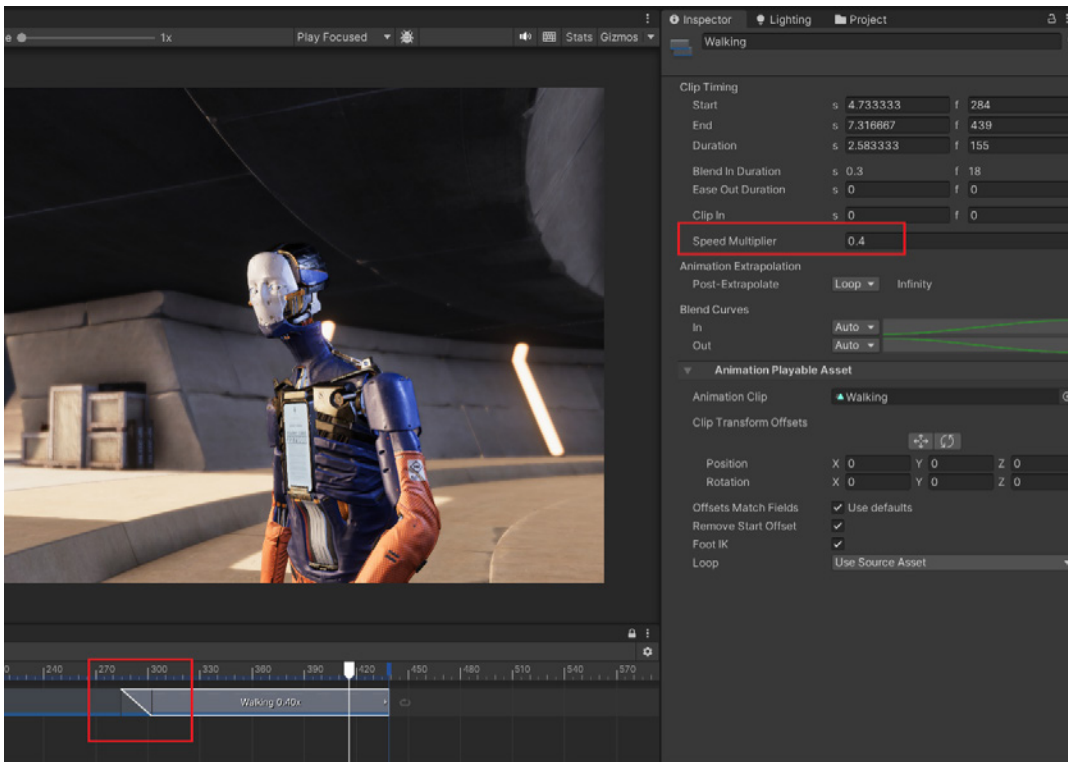 Inspector Lighting Project
e 1x Play Focused Stats Gizmos
Walking
Clip Timing
Start s 4.733333 f 284
End s 7.316667 f 439
Duration s 2.583333 f 155
Blend In Duration s 0.3 f 18
Ease Out Duration s 0 f 0
Clip In s 0 f 0
Speed Multiplier 0.4
Animation Extrapolation
Post-Extrapolate Loop Infinity
Blend Curves
In Auto
Out Auto
Animation Playable Asset
Animation Clip Walking
Clip Transform Offsets
Position X 0 Y 0 Z 0
Rotation X 0 Y 0 Z 0
Offsets Match Fields Use defaults
Remove Start Offset
Foot IK
Loop Use Source Asset
0 240 270 300 330 360 390 420 450 480 510 540 570
Walking 0.40x